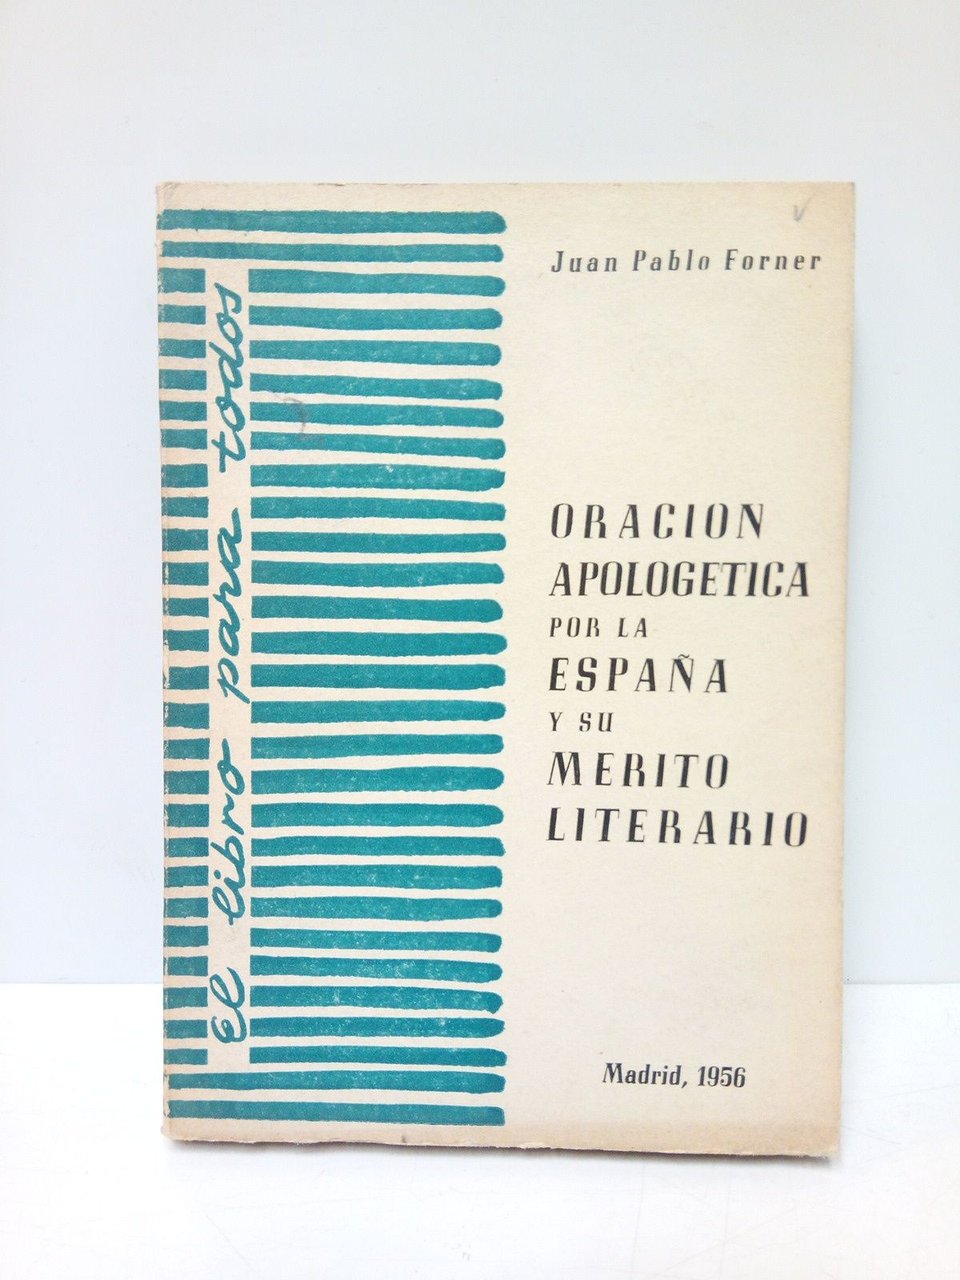 El libro para todos
Juan Pablo Forner
ORACION
APOLOGETICA
POR LA
ESPAÑA
Y SU
MERITO
LITERARIO
Madrid, 1956